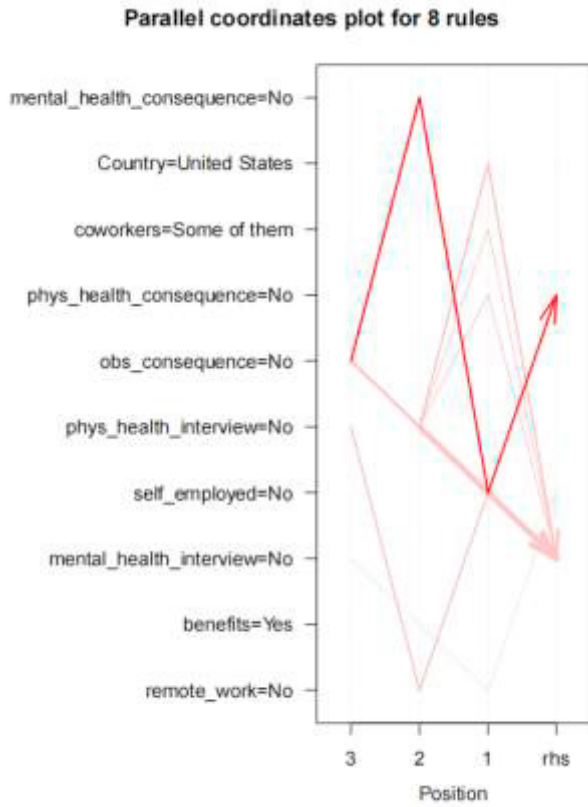 Parallel coordinates plot for 8 rules
mental_health_consequence=No
Country=United States
coworkers=Some of them
phys_health_consequence=No
obs_consequence=No
phys_health_interview=No
self_employed=No
mental_health_interview=No
benefits=Yes
remote_work=No
3 2 1 rhs
Position